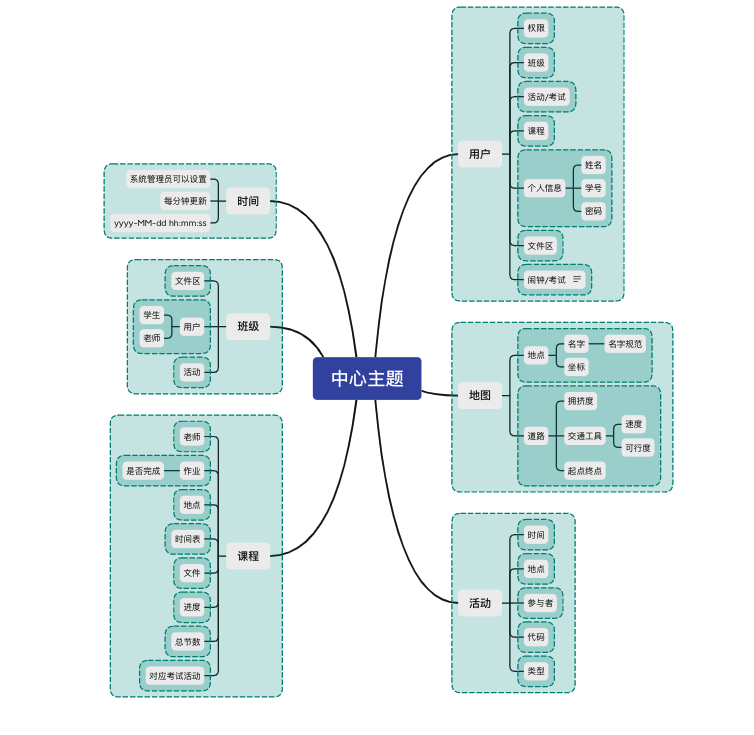 中心主题
用户
权限
班级
活动/考试
课程
个人信息
姓名
学号
密码
文件区
闹钟/考试
地图
地点
名字
名字规范
坐标
道路
拥挤度
交通工具
速度
可行度
起点终点
活动
时间
地点
参与者
代码
类型
时间
系统管理员可以设置
每分钟更新
yyyy-MM-dd hh:mm:ss
班级
文件区
用户
学生
老师
活动
课程
老师
作业
是否完成
地点
时间表
文件
进度
总节数
对应考试活动